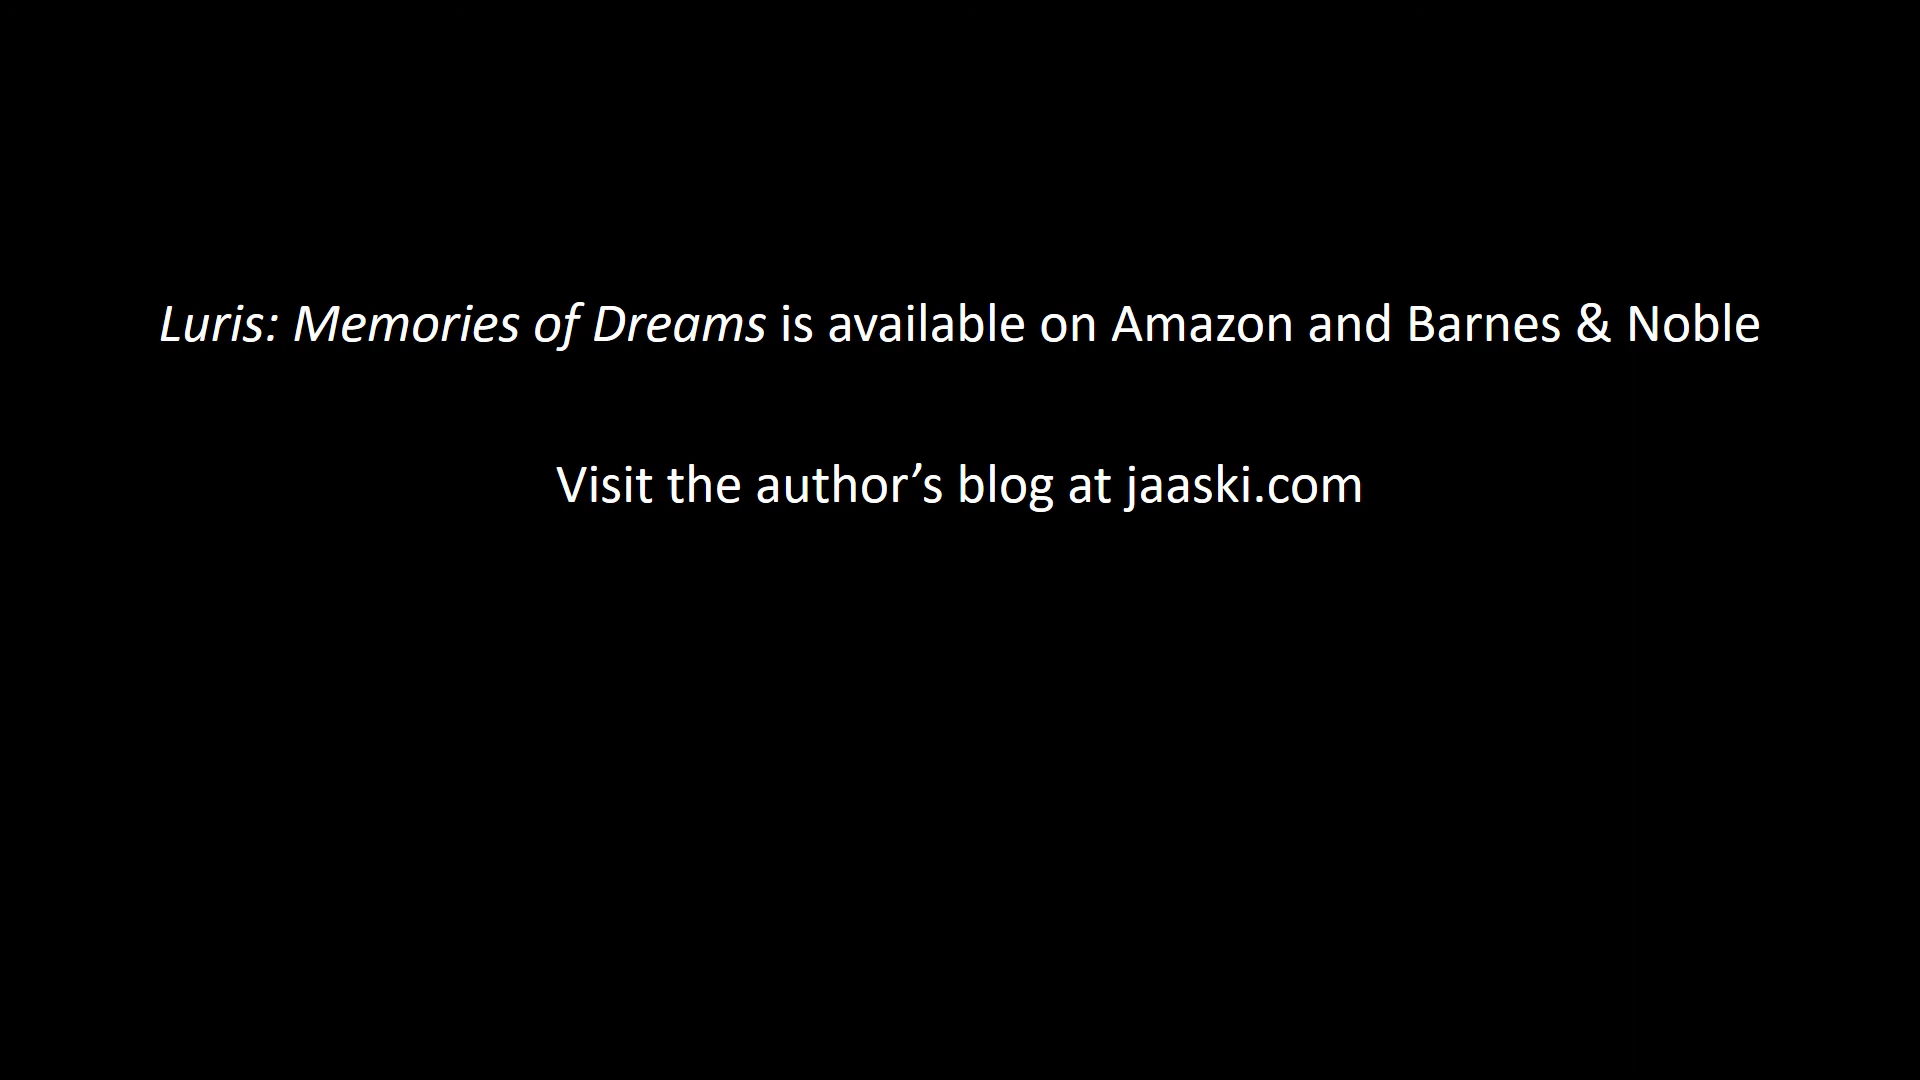 Luris: Memories of Dreams is available on Amazon and Barnes & Noble
Visit the author’s blog at jaaski.com